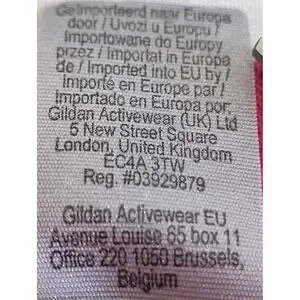 Geïmporteerd naar Europa
door / Uvozi u Europu /
Importowane do Europy
przez / Importat in Europa
de / Imported into EU by /
Importé en Europe par /
Importado en Europa por
Gildan Activewear (UK) Ltd
5 New Street Square
London, United Kingdom
EC4A 3TW
Reg. #03929879
Gildan Activewear EU
Avenue Louise 65 box 11
Office 220 1050 Brussels,
Belgium